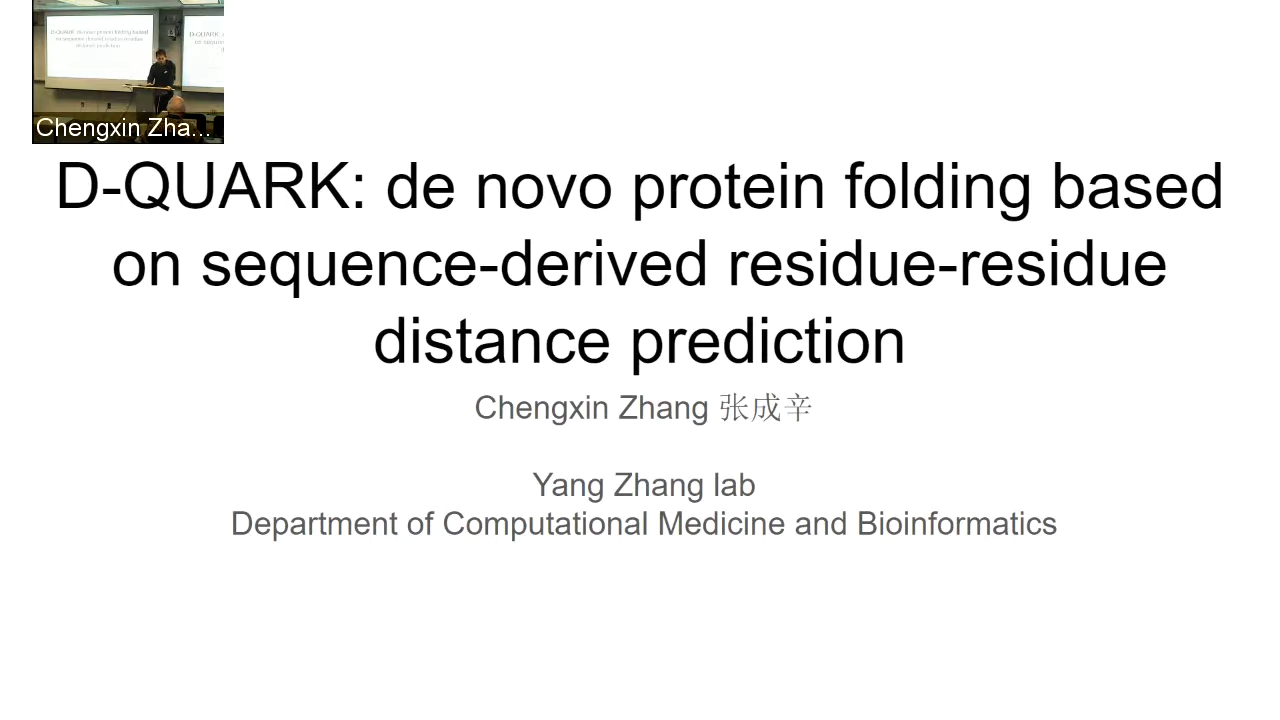 Chengxin Zha...
D-QUARK: de novo protein folding based
on sequence-derived residue-residue
distance prediction
Chengxin Zhang 张成辛
Yang Zhang lab
Department of Computational Medicine and Bioinformatics